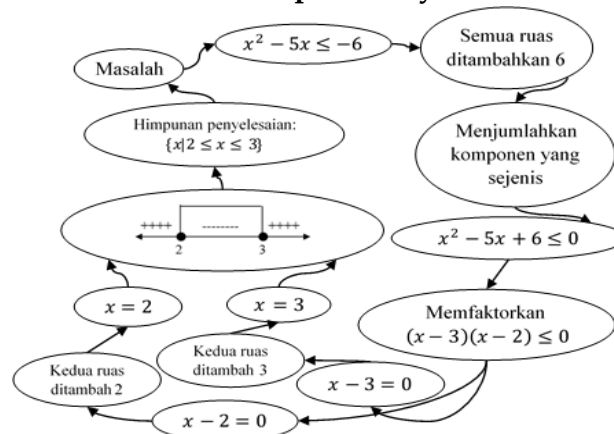 Masalah
x² − 5x ≤ −6
Semua ruas
ditambahkan 6
Menjumlahkan
komponen yang
sejenis
x² − 5x + 6 ≤ 0
Memfaktorkan
(x − 3)(x − 2) ≤ 0
x − 3 = 0
x − 2 = 0
Kedua ruas
ditambah 3
Kedua ruas
ditambah 2
x = 3
x = 2
++++ -------- ++++
2 3
Himpunan penyelesaian:
{x|2 ≤ x ≤ 3}